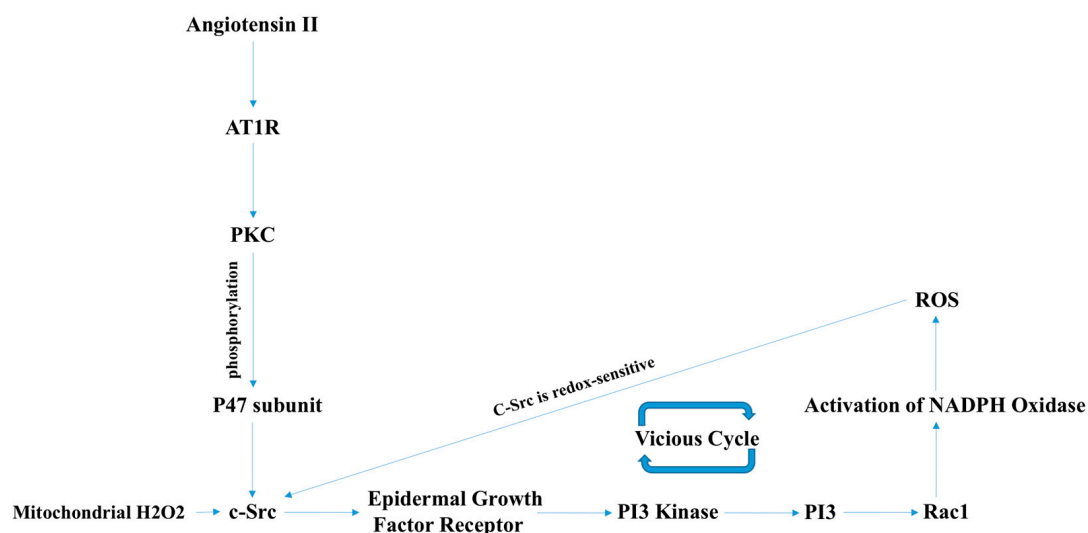 Angiotensin II
AT1R
PKC
phosphorylation
ROS
C-Src is redox-sensitive
P47 subunit
Activation of NADPH Oxidase
Vicious Cycle
Mitochondrial H2O2
c-Src
Epidermal Growth
Factor Receptor
PI3 Kinase
PI3
Rac1